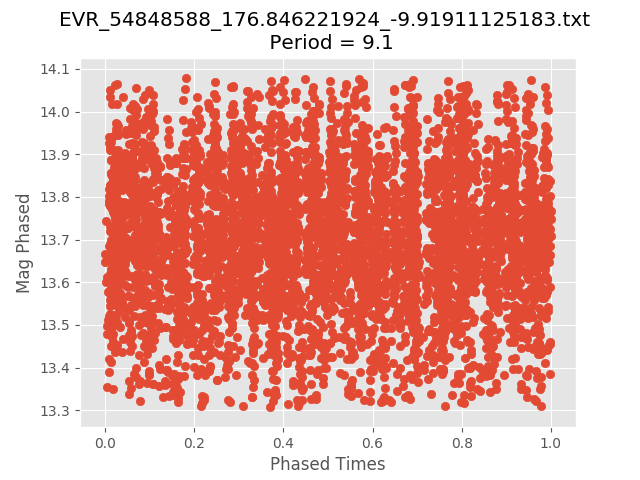 EVR_54848588_176.846221924_-9.91911125183.txt
Period = 9.1
14.1
14.0
13.9
13.8
13.7
13.6
13.5
13.4
13.3
Mag Phased
0.0 0.2 0.4 0.6 0.8 1.0
Phased Times